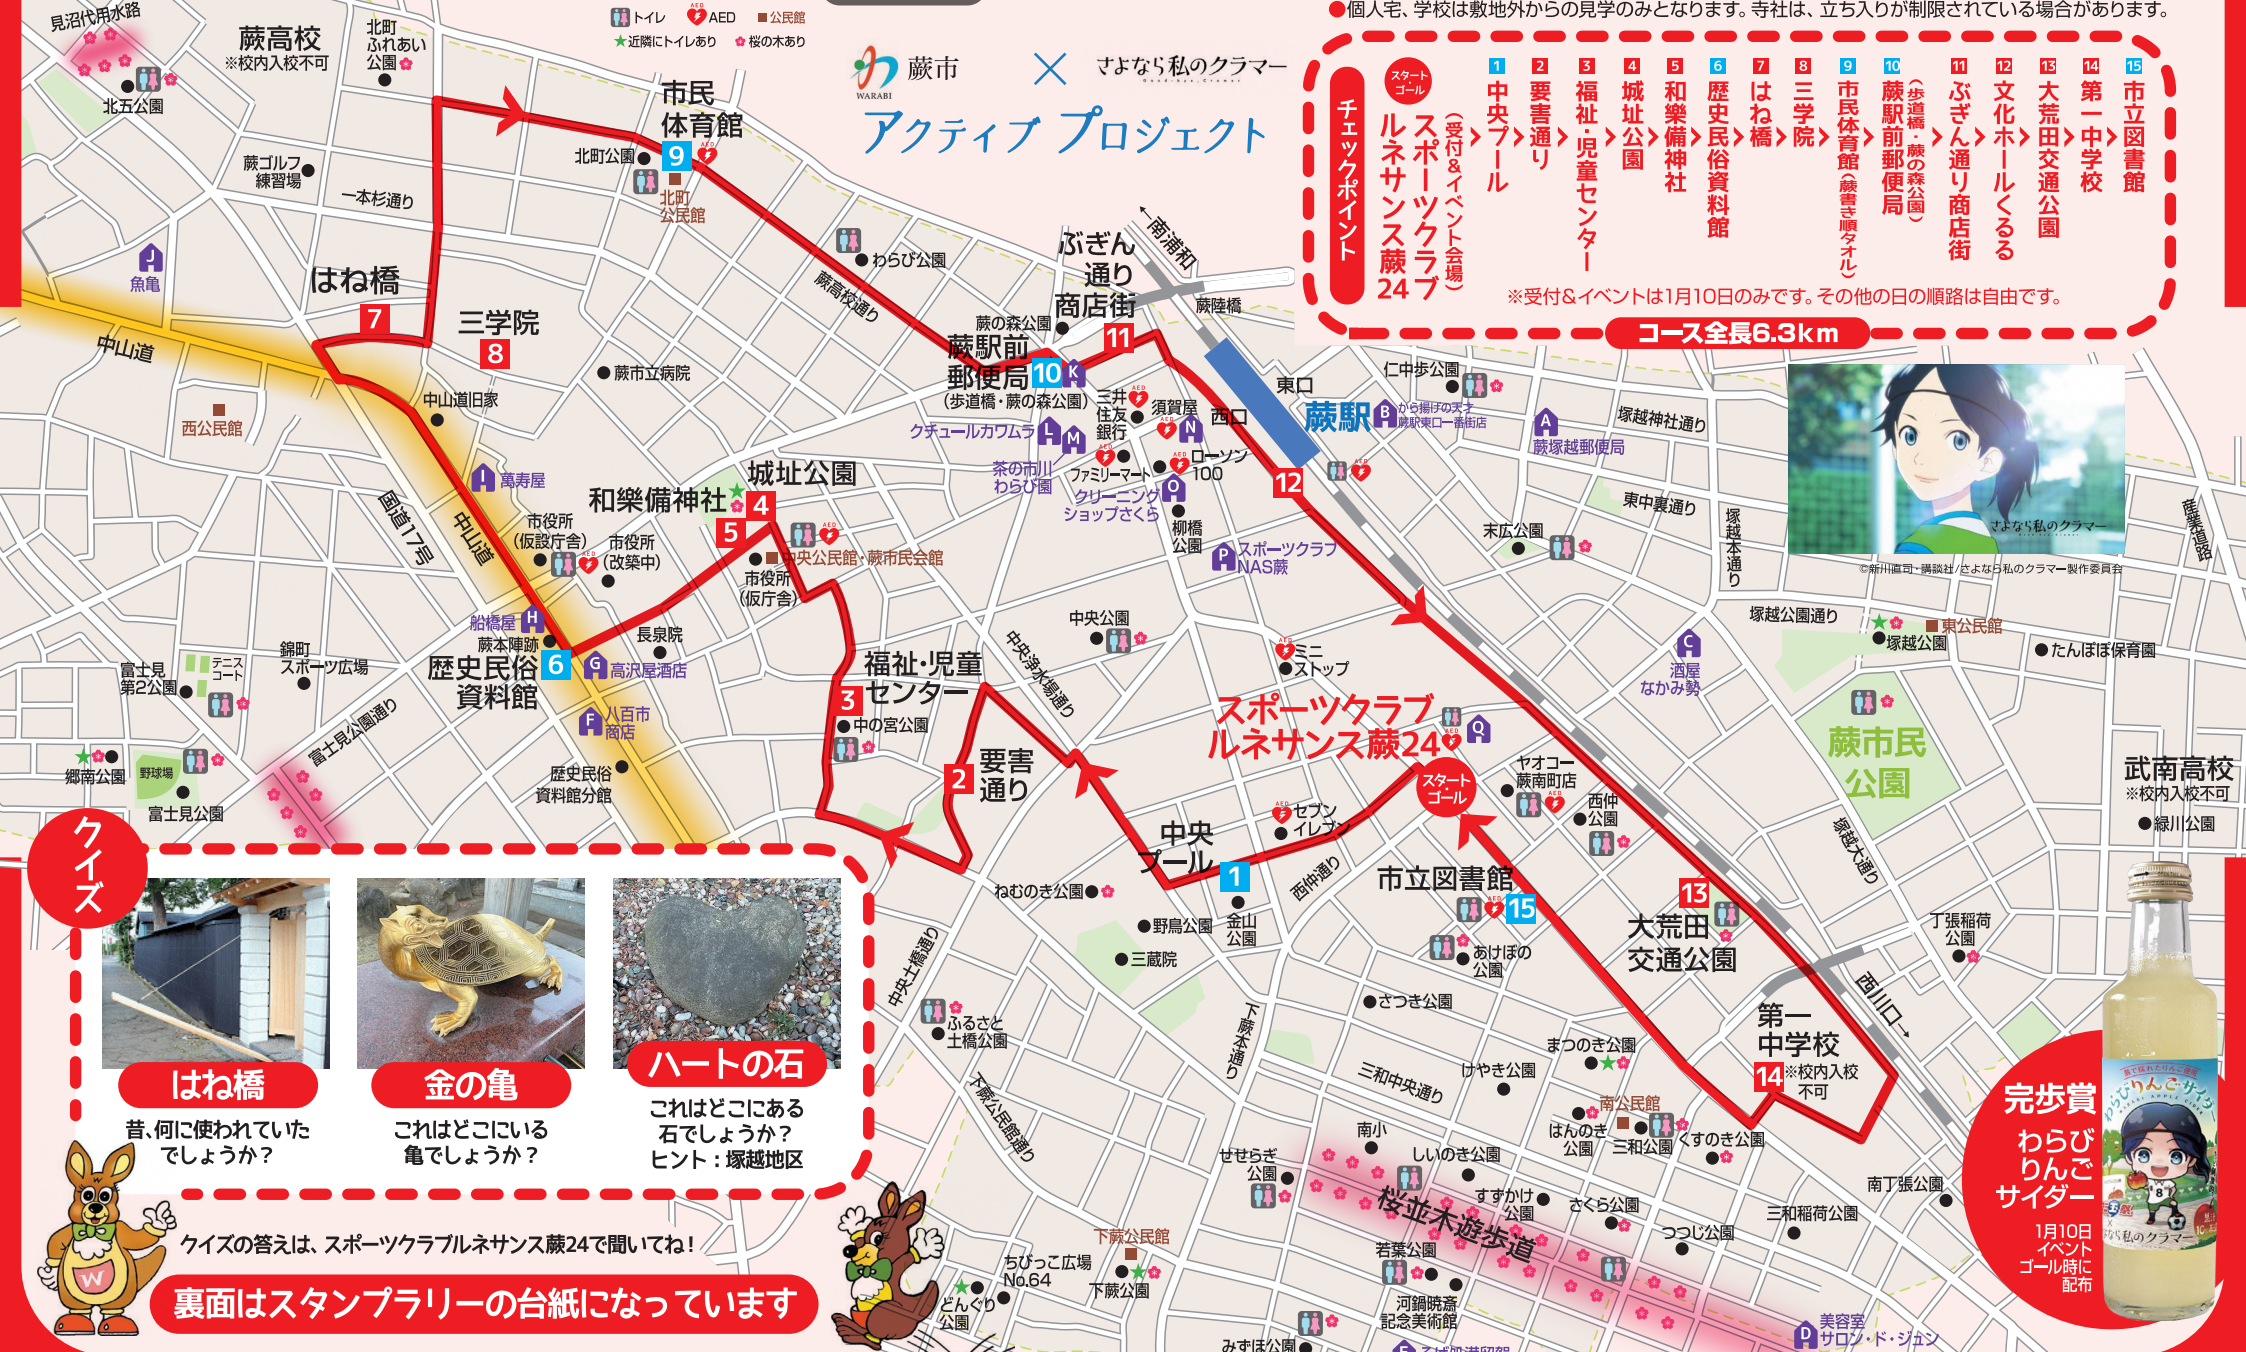 ●個人宅、学校は敷地外からの見学のみとなります。寺社は、立ち入りが制限されている場合があります。
トイレ
AED
公民館
★近隣にトイレあり
桜の木あり
蕨市
WARABI
×
さよなら私のクラマー
アクティブ プロジェクト
チェックポイント
スタート・ゴール
スポーツクラブ
ルネサンス蕨24
(受付&イベント会場)
1 中央プール
2 要害通り
3 福祉・児童センター
4 城址公園
5 和樂備神社
6 歴史民俗資料館
7 はね橋
8 三学院
9 市民体育館(蕨書き順タオル)
10 蕨駅前郵便局
(歩道橋・蕨の森公園)
11 ぶぎん通り商店街
12 文化ホールくるる
13 大荒田交通公園
14 第一中学校
15 市立図書館
※受付&イベントは1月10日のみです。その他の日の順路は自由です。
コース全長6.3km
見沼代用水路
北五公園
蕨高校
※校内入校不可
北町
ふれあい
公園
市民
体育館
9
AED
北町公園
北町
公民館
蕨ゴルフ
練習場
一本杉通り
J
魚亀
はね橋
7
三学院
8
中山道
中山道旧家
西公民館
蕨市立病院
わらび公園
蕨高校通り
←南浦和
ぶぎん
通り
商店街
11
蕨陸橋
蕨の森公園
蕨駅前
郵便局
10
K
(歩道橋・蕨の森公園)
三井
住友
銀行
須賀屋
N
西口
東口
蕨駅
B
から揚げの天才
蕨駅東口一番街店
仁中歩公園
A
蕨塚越郵便局
塚越神社通り
クチュールカワムラ
L
M
茶の市川
わらび園
ファミリーマート
ローソン
100
クリーニング
ショップさくら
O
柳橋
公園
12
P
スポーツクラブ
NAS蕨
末広公園
東中裏通り
塚越本通り
産業道路
さよなら私のクラマー
©新川直司・講談社/さよなら私のクラマー製作委員会
I
萬寿屋
国道17号
中山道
市役所
(仮設庁舎)
市役所
(改築中)
和樂備神社
5
城址公園
4
中央公民館・蕨市民会館
市役所
(仮庁舎)
船橋屋
H
蕨本陣跡
歴史民俗
資料館
6
G
高沢屋酒店
長泉院
F
八百市
商店
歴史民俗
資料館分館
錦町
スポーツ広場
テニス
コート
富士見
第2公園
富士見公園通り
郷南公園
野球場
富士見公園
福祉・児童
センター
3
中の宮公園
要害
通り
2
中央浄水場通り
中央公園
ミニ
ストップ
スポーツクラブ
ルネサンス蕨24
Q
スタート
・
ゴール
セブン
イレブン
中央
プール
1
金山
公園
西仲通り
ヤオコー
蕨南町店
西仲
公園
C
酒屋
なかみ勢
塚越公園通り
東公民館
塚越公園
たんぽぽ保育園
蕨市民
公園
塚越大通り
武南高校
※校内入校不可
緑川公園
丁張稲荷
公園
市立図書館
15
あけぼの
公園
13
大荒田
交通公園
西川口→
ねむのき公園
野鳥公園
三蔵院
中央土橋通り
ふるさと
土橋公園
下蕨公民館通り
下蕨本通り
さつき公園
三和中央通り
けやき公園
まつのき公園
第一
中学校
14
※校内入校
不可
南公民館
はんのき
公園
三和公園
くすのき公園
南小
せせらぎ
公園
しいのき公園
桜並木遊歩道
すずかけ
公園
さくら公園
つつじ公園
三和稲荷公園
南丁張公園
若葉公園
河鍋暁斎
記念美術館
下蕨公民館
下蕨公園
ちびっこ広場
No.64
どんぐり
公園
みずほ公園
D
美容室
サロン・ド・ジュン
クイズ
はね橋
昔、何に使われていた
でしょうか?
金の亀
これはどこにいる
亀でしょうか?
ハートの石
これはどこにある
石でしょうか?
ヒント:塚越地区
クイズの答えは、スポーツクラブルネサンス蕨24で聞いてね!
裏面はスタンプラリーの台紙になっています
W
完歩賞
わらび
りんご
サイダー
1月10日
イベント
ゴール時に
配布
わらびりんごサイダー